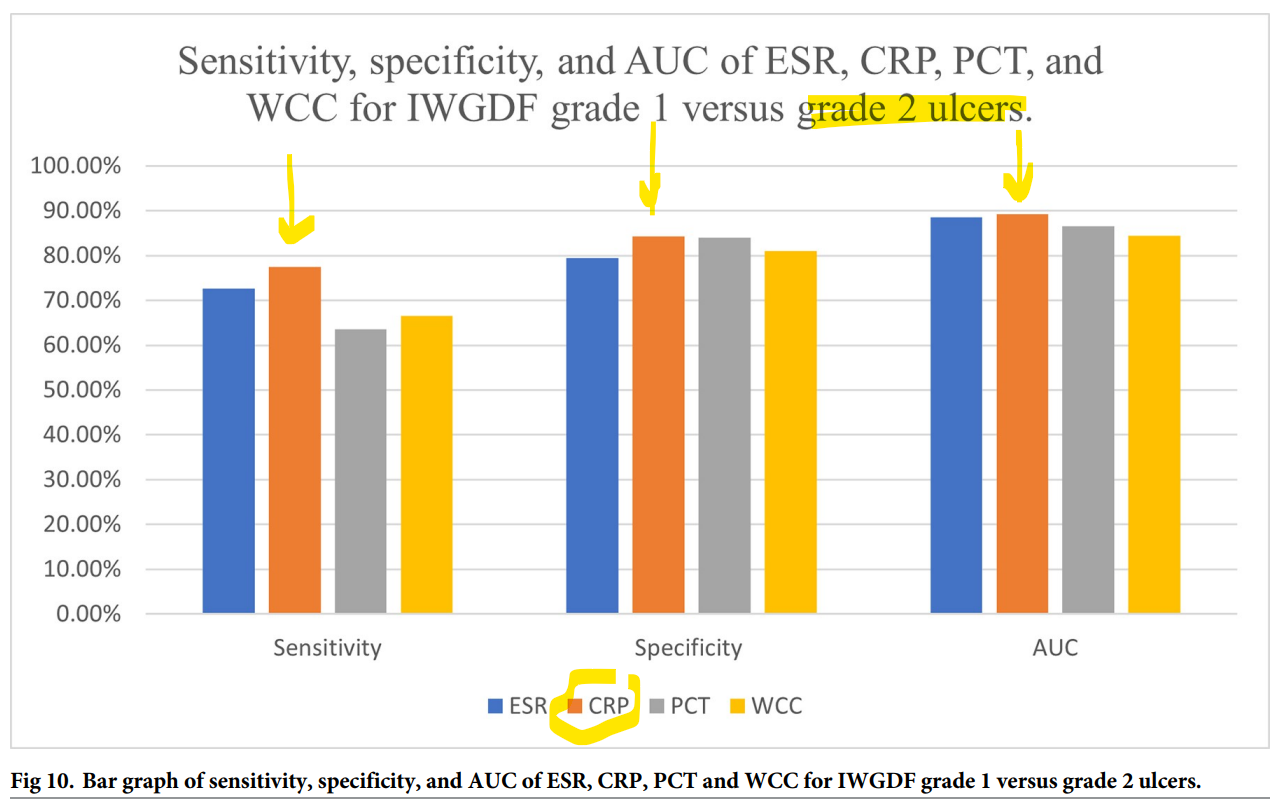 Sensitivity, specificity, and AUC of ESR, CRP, PCT, and
WCC for IWGDF grade 1 versus grade 2 ulcers.
100.00%
90.00%
80.00%
70.00%
60.00%
50.00%
40.00%
30.00%
20.00%
10.00%
0.00%
Sensitivity Specificity AUC
ESR CRP PCT WCC
Fig 10. Bar graph of sensitivity, specificity, and AUC of ESR, CRP, PCT and WCC for IWGDF grade 1 versus grade 2 ulcers.